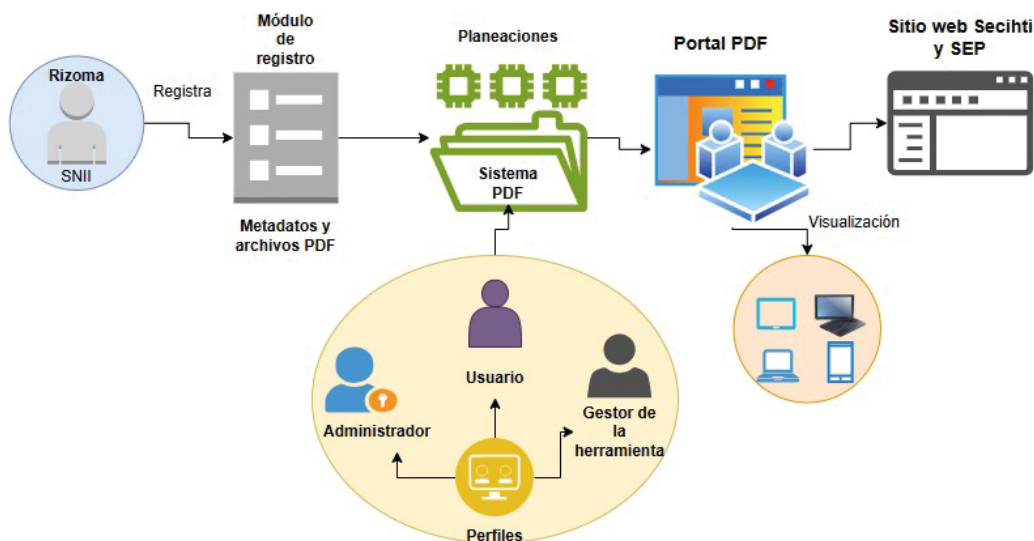 Rizoma
SNII
Registra
Módulo
de
registro
Metadatos y
archivos PDF
Planeaciones
Sistema
PDF
Portal PDF
Sitio web Secihti
y SEP
Visualización
Usuario
Administrador
Gestor de
la
herramienta
Perfiles